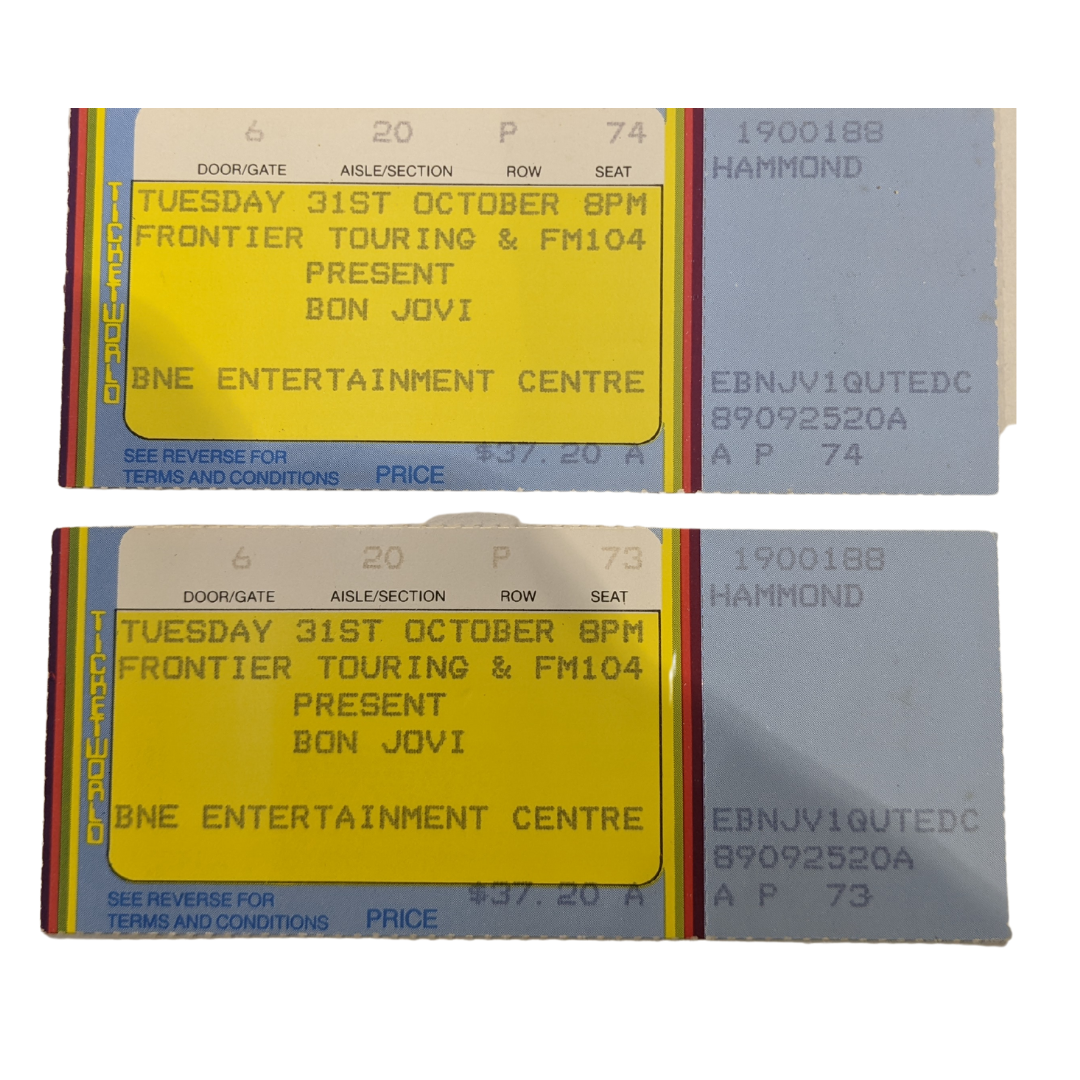 6 20 P 74
DOOR/GATE AISLE/SECTION ROW SEAT
TUESDAY 31ST OCTOBER 8PM
FRONTIER TOURING & FM104
PRESENT
BON JOVI
BNE ENTERTAINMENT CENTRE
TICKETWORLD
SEE REVERSE FOR
TERMS AND CONDITIONS
PRICE
$37.20 A
1900188
HAMMOND
EBNJV1QUTEDC
89092520A
A P 74
6 20 P 73
DOOR/GATE AISLE/SECTION ROW SEAT
TUESDAY 31ST OCTOBER 8PM
FRONTIER TOURING & FM104
PRESENT
BON JOVI
BNE ENTERTAINMENT CENTRE
TICKETWORLD
SEE REVERSE FOR
TERMS AND CONDITIONS
PRICE
$37.20 A
1900188
HAMMOND
EBNJV1QUTEDC
89092520A
A P 73